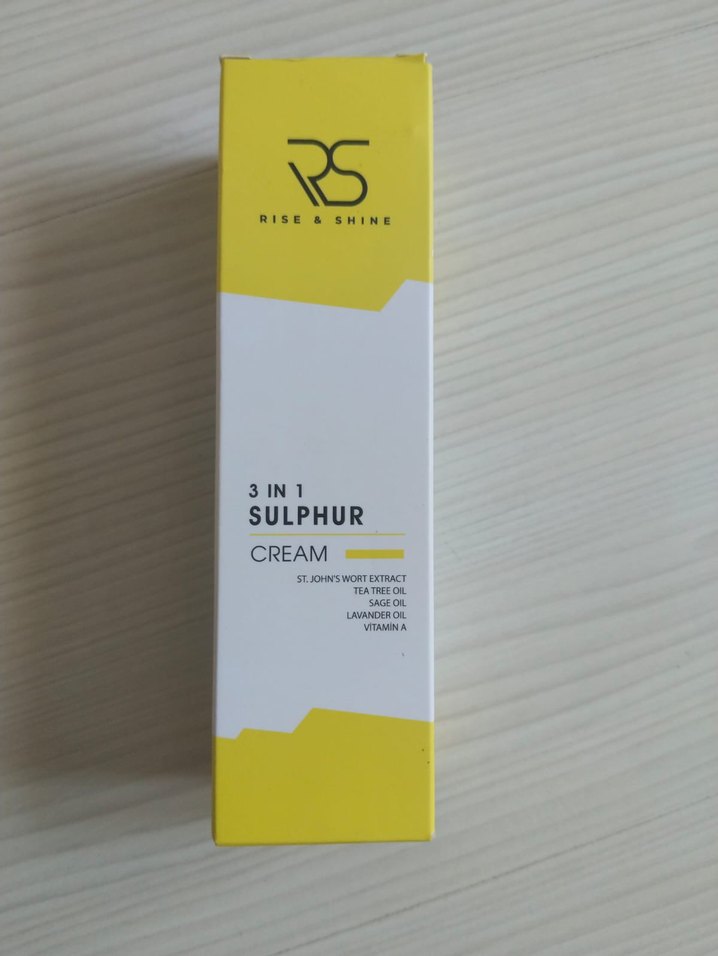 RS
RISE & SHINE
3 IN 1
SULPHUR
CREAM
ST. JOHN'S WORT EXTRACT
TEA TREE OIL
SAGE OIL
LAVANDER OIL
VİTAMİN A